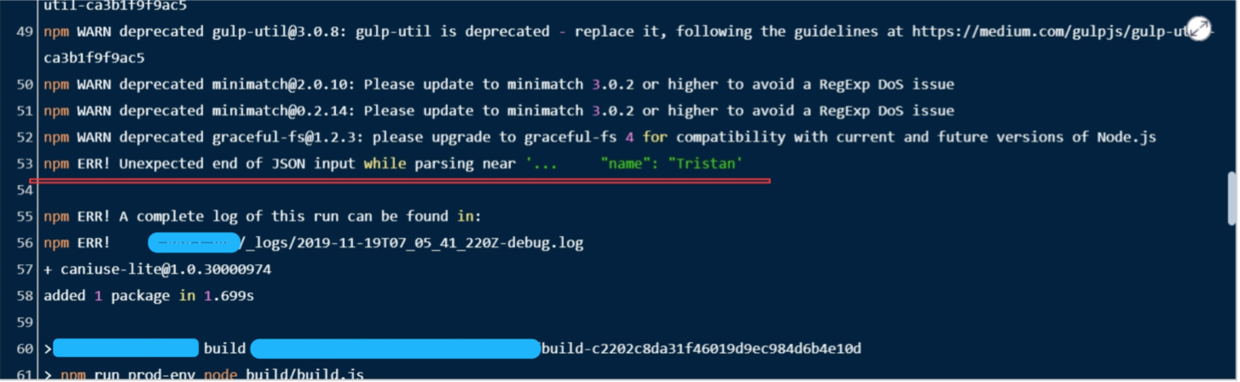 util-ca3b1f9f9ac5
49 npm WARN deprecated gulp-util@3.0.8: gulp-util is deprecated - replace it, following the guidelines at https://medium.com/gulpjs/gulp-ut
ca3b1f9f9ac5
50 npm WARN deprecated minimatch@2.0.10: Please update to minimatch 3.0.2 or higher to avoid a RegExp DoS issue
51 npm WARN deprecated minimatch@0.2.14: Please update to minimatch 3.0.2 or higher to avoid a RegExp DoS issue
52 npm WARN deprecated graceful-fs@1.2.3: please upgrade to graceful-fs 4 for compatibility with current and future versions of Node.js
53 npm ERR! Unexpected end of JSON input while parsing near '...     "name": "Tristan'
54
55 npm ERR! A complete log of this run can be found in:
56 npm ERR!     /_logs/2019-11-19T07_05_41_220Z-debug.log
57 + caniuse-lite@1.0.30000974
58 added 1 package in 1.699s
59
60 > build build-c2202c8da31f46019d9ec984d6b4e10d
61 > npm run prod-env node build/build.js